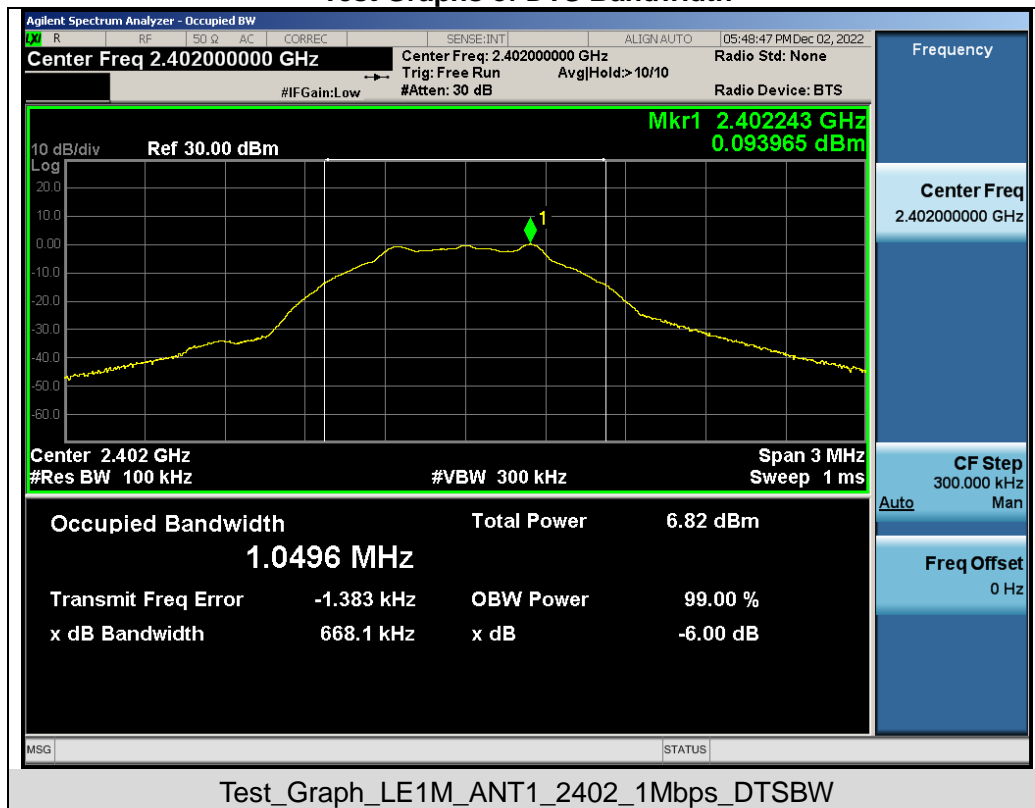 Test Graphs of DTS Bandwidth
Agilent Spectrum Analyzer - Occupied BW
LXI R RF 50 Ω AC CORREC SENSE:INT ALIGN AUTO 05:48:47 PM Dec 02, 2022
Center Freq 2.402000000 GHz
Center Freq: 2.402000000 GHz Radio Std: None
Trig: Free Run Avg|Hold:> 10/10
#IFGain:Low #Atten: 30 dB Radio Device: BTS
Mkr1 2.402243 GHz
10 dB/div Ref 30.00 dBm 0.093965 dBm
Log
20.0
10.0
1
0.00
-10.0
-20.0
-30.0
-40.0
-50.0
-60.0
Center 2.402 GHz Span 3 MHz
#Res BW 100 kHz #VBW 300 kHz Sweep 1 ms
Occupied Bandwidth Total Power 6.82 dBm
1.0496 MHz
Transmit Freq Error -1.383 kHz OBW Power 99.00 %
x dB Bandwidth 668.1 kHz x dB -6.00 dB
MSG STATUS
Frequency
Center Freq
2.402000000 GHz
CF Step
300.000 kHz
Auto Man
Freq Offset
0 Hz
Test_Graph_LE1M_ANT1_2402_1Mbps_DTSBW